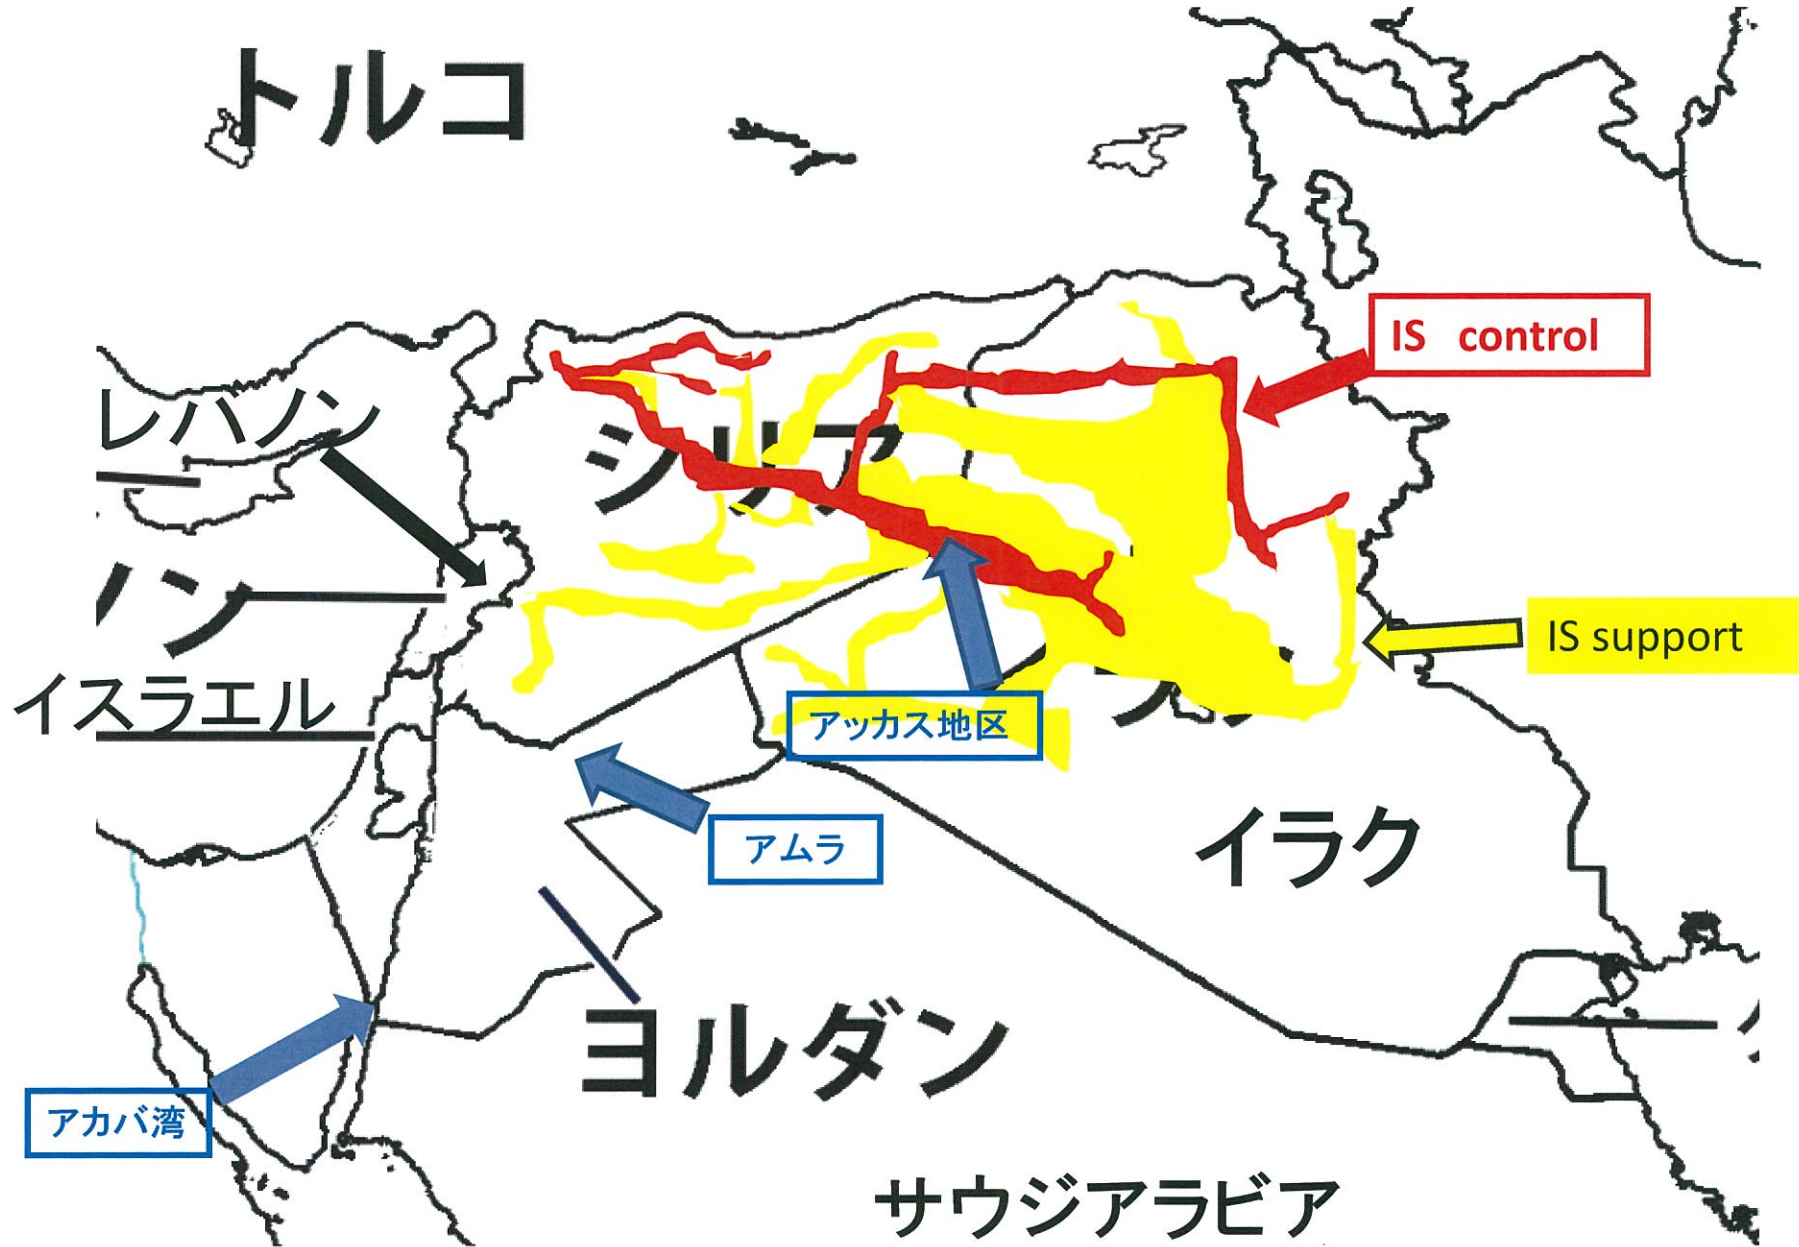 トルコ
IS control
レバノン
シリア
ノン
IS support
イスラエル
アッカス地区
アムラ
イラク
ヨルダン
アカバ湾
サウジアラビア